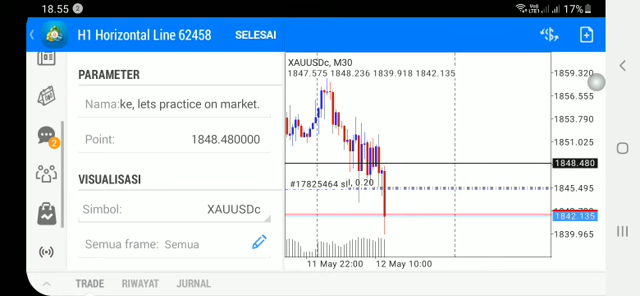 18.55 2
17%
H1 Horizontal Line 62458 SELESAI
PARAMETER
Nama: ke, lets practice on market.
Point: 1848.480000
VISUALISASI
Simbol: XAUUSDc
Semua frame: Semua
2
XAUUSDc, M30
1847.575 1848.236 1839.918 1842.135
1859.320
1856.555
1853.790
1851.025
1848.480
1845.495
1842.135
1839.965
#17825464 sell, 0.20
11 May 22:00 12 May 10:00
TRADE RIWAYAT JURNAL